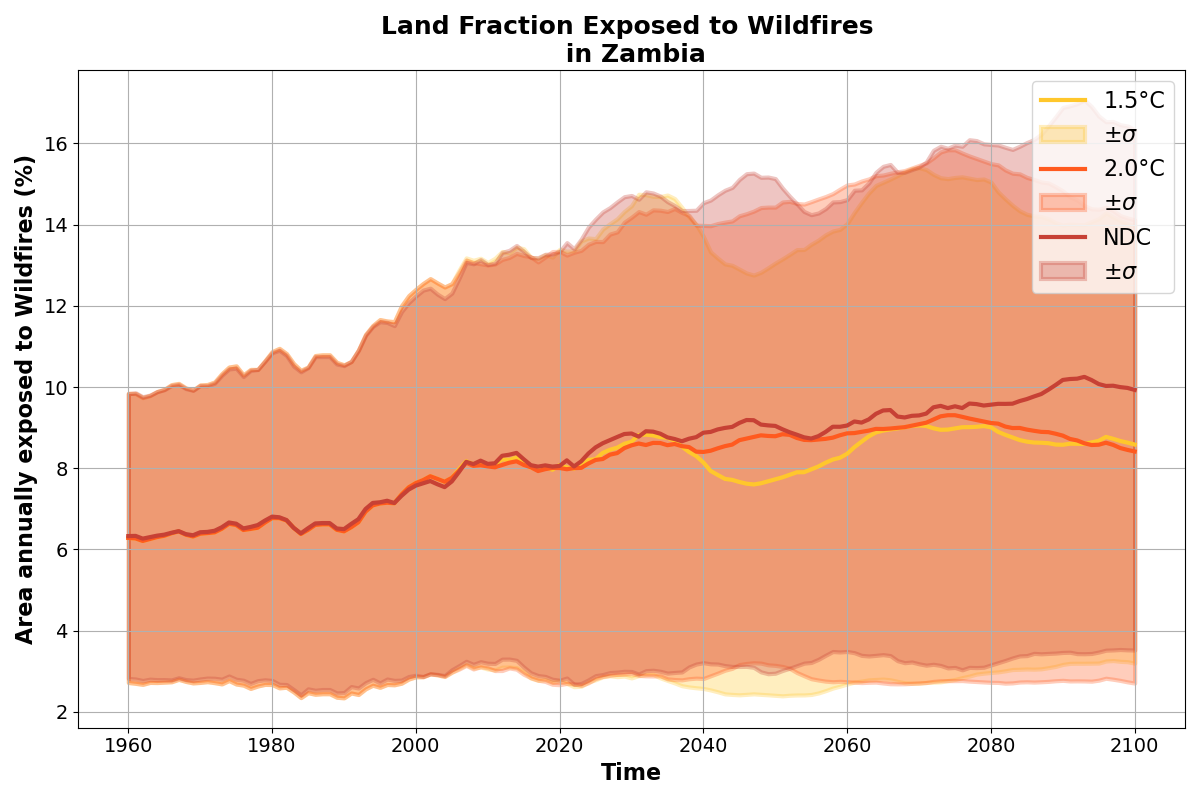 Land Fraction Exposed to Wildfires
in Zambia
Area annually exposed to Wildfires (%)
16
14
12
10
8
6
4
2
1960 1980 2000 2020 2040 2060 2080 2100
Time
1.5°C
±σ
2.0°C
±σ
NDC
±σ